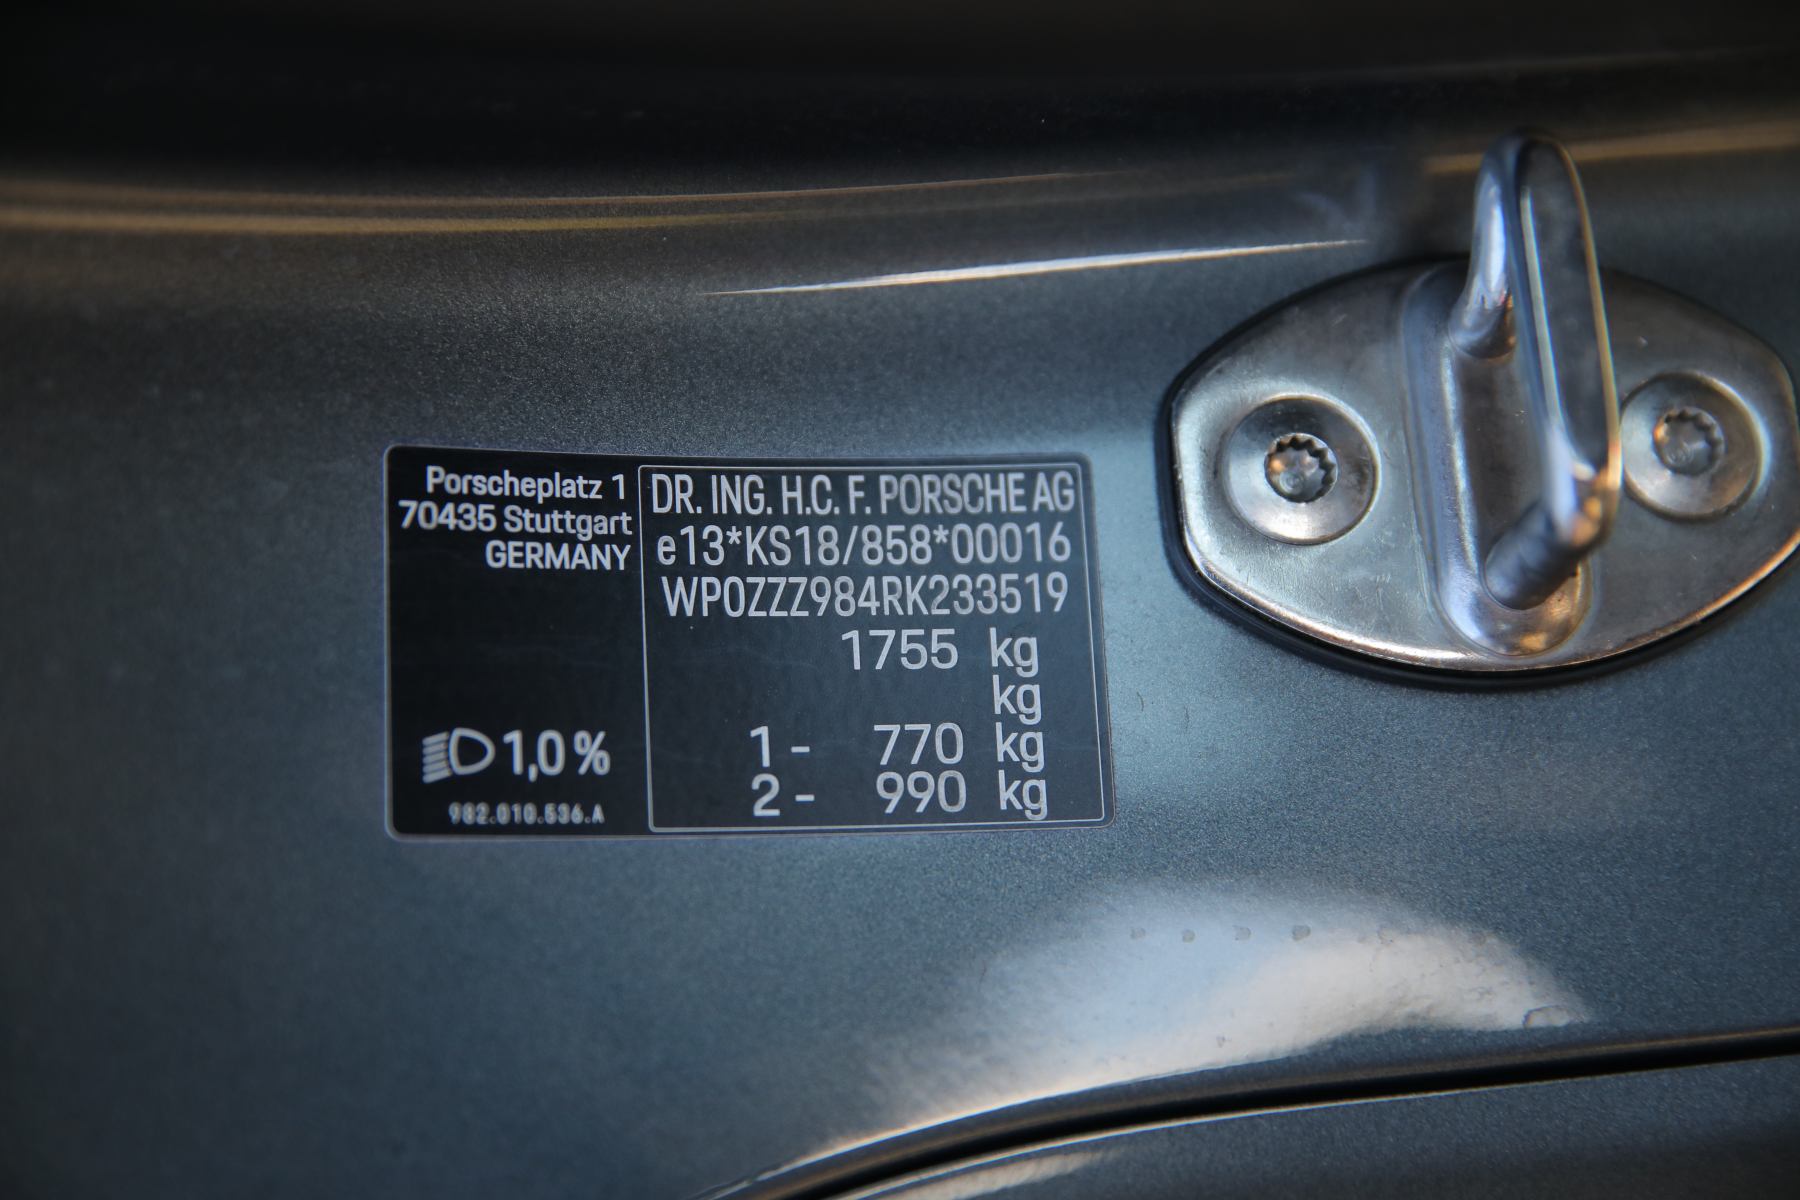 Porscheplatz 1
70435 Stuttgart
GERMANY
1,0 %
982.010.536.A
DR. ING. H.C. F. PORSCHE AG
e13*KS18/858*00016
WP0ZZZ984RK233519
1755 kg
kg
1 - 770 kg
2 - 990 kg